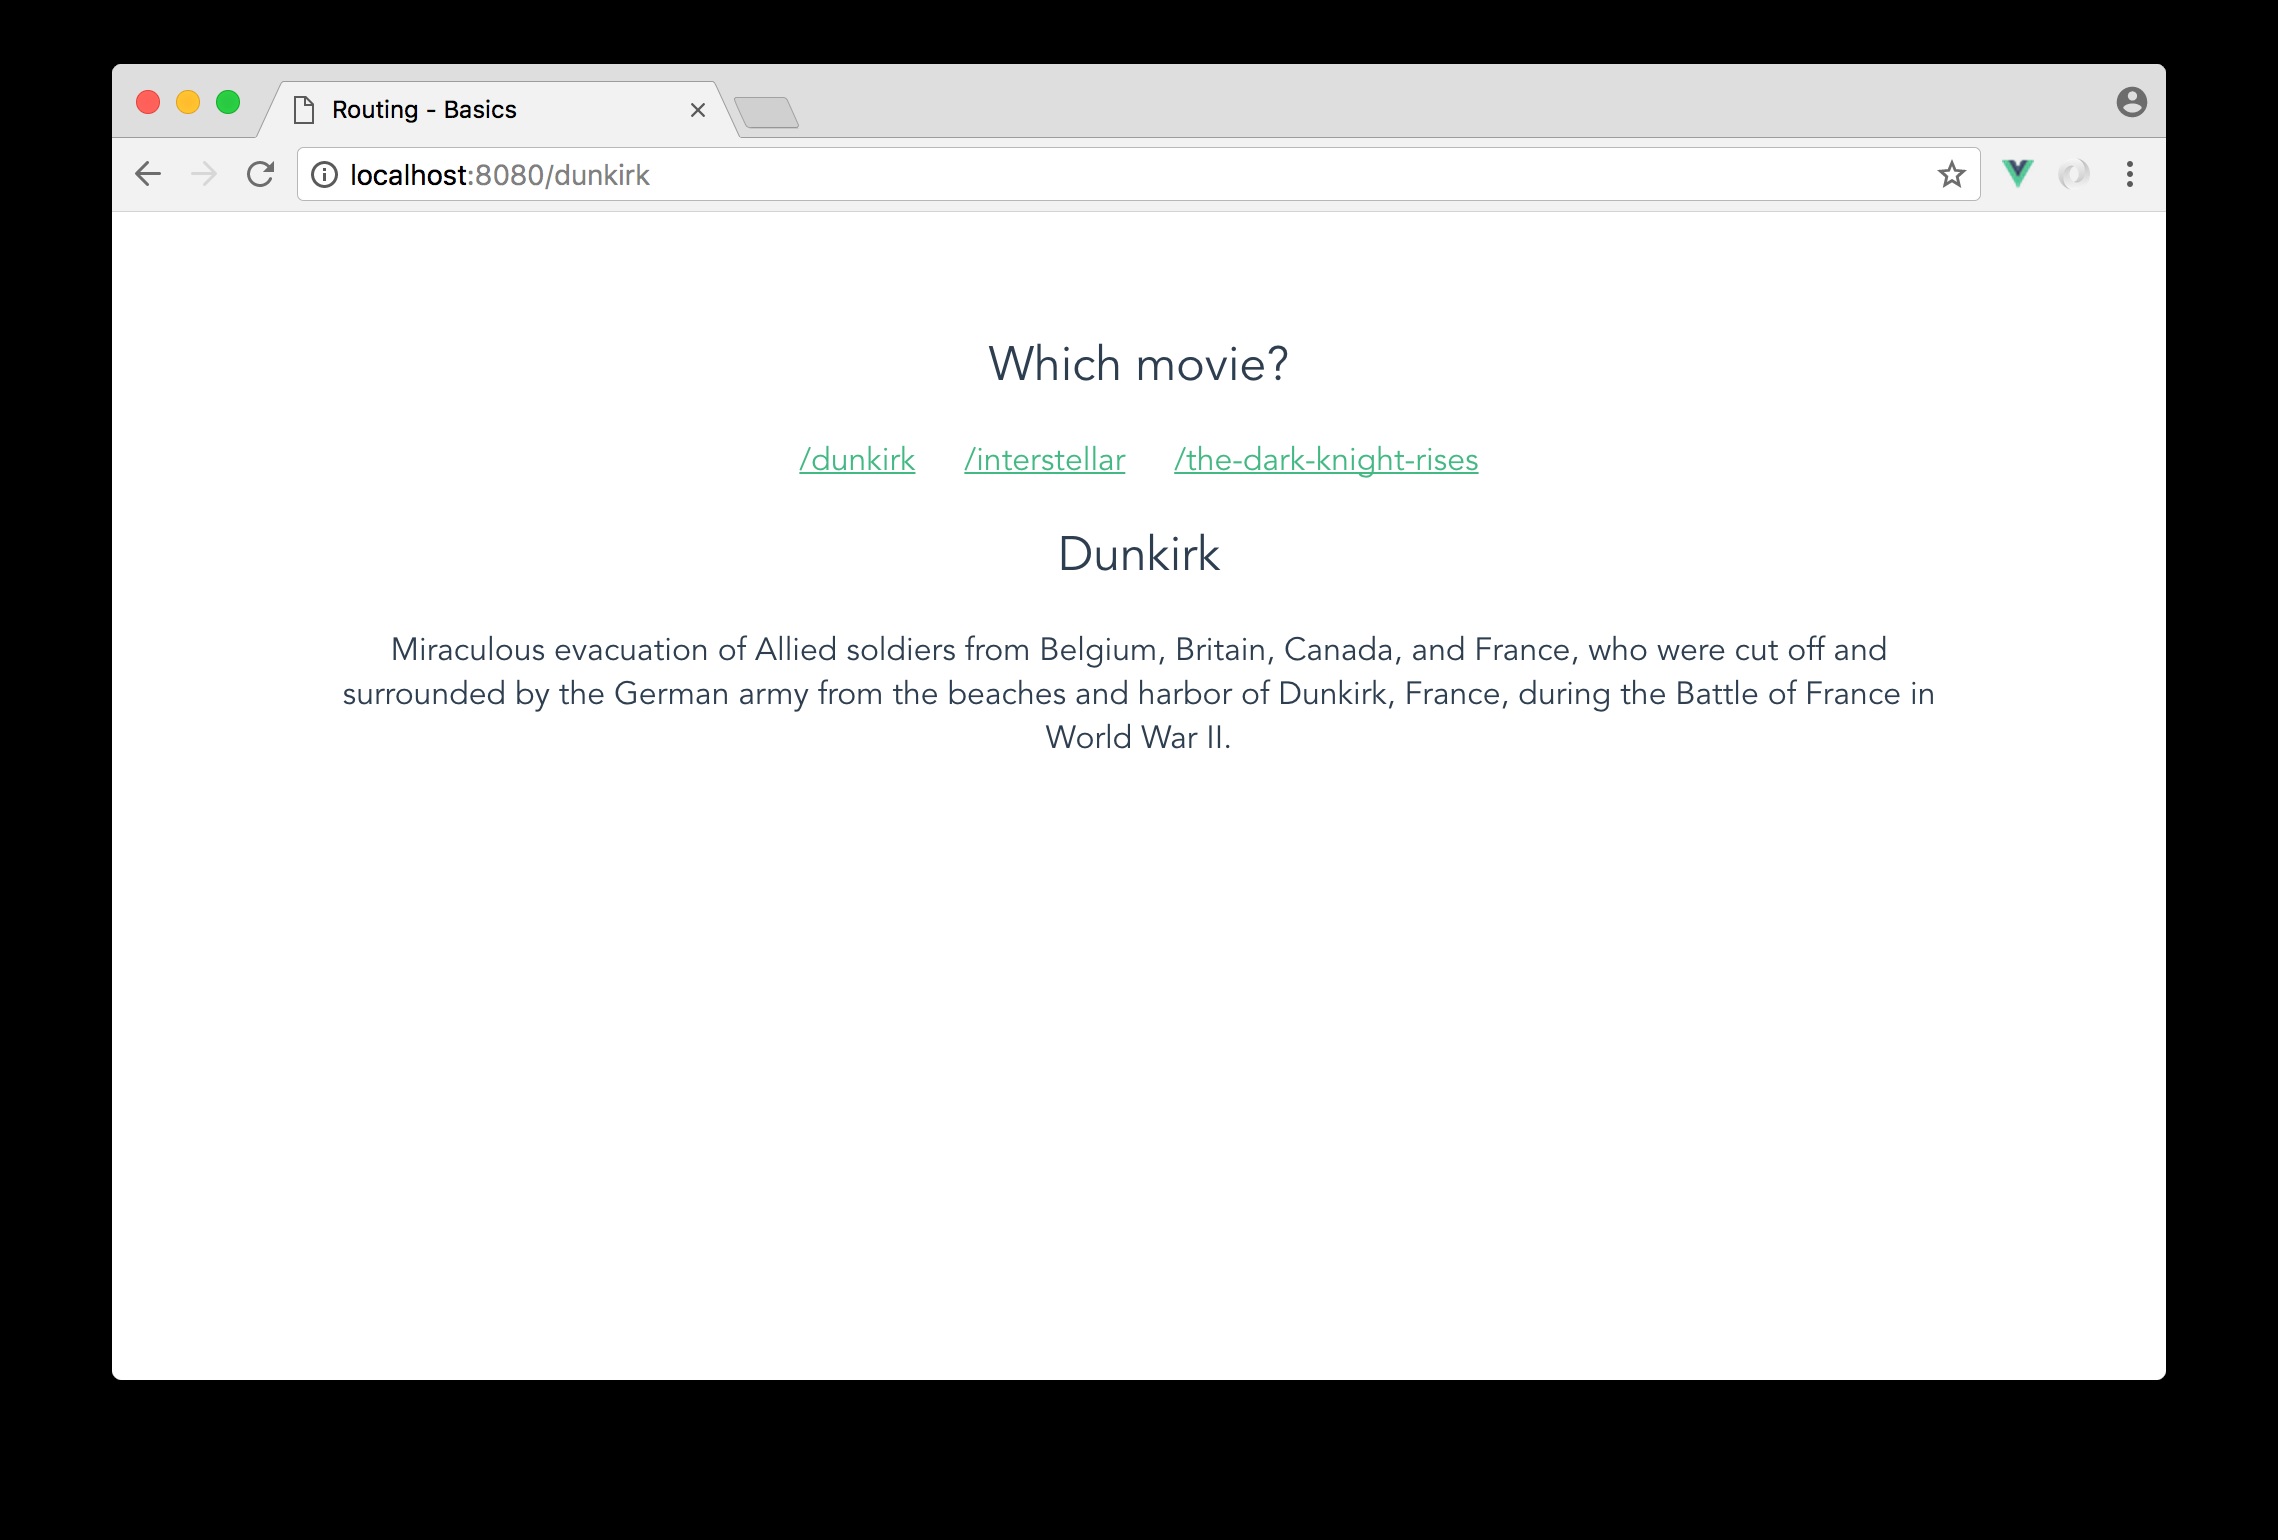 Routing - Basics
localhost:8080/dunkirk
Which movie?
/dunkirk /interstellar /the-dark-knight-rises
Dunkirk
Miraculous evacuation of Allied soldiers from Belgium, Britain, Canada, and France, who were cut off and
surrounded by the German army from the beaches and harbor of Dunkirk, France, during the Battle of France in
World War II.